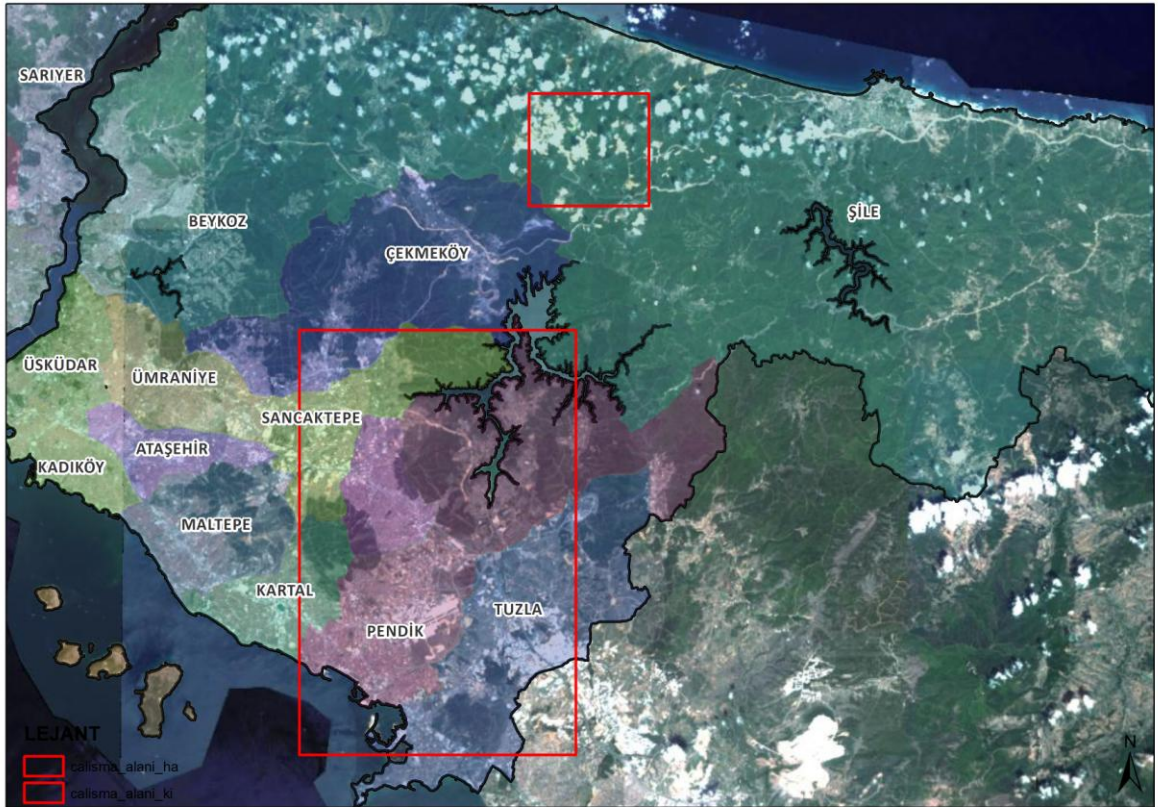 SARIYER
BEYKOZ
ŞİLE
ÇEKMEKÖY
ÜSKÜDAR
ÜMRANİYE
SANCAKTEPE
ATAŞEHİR
KADIKÖY
MALTEPE
KARTAL
TUZLA
PENDİK
LEJANT
calisma_alani_ha
calisma_alani_ki
N